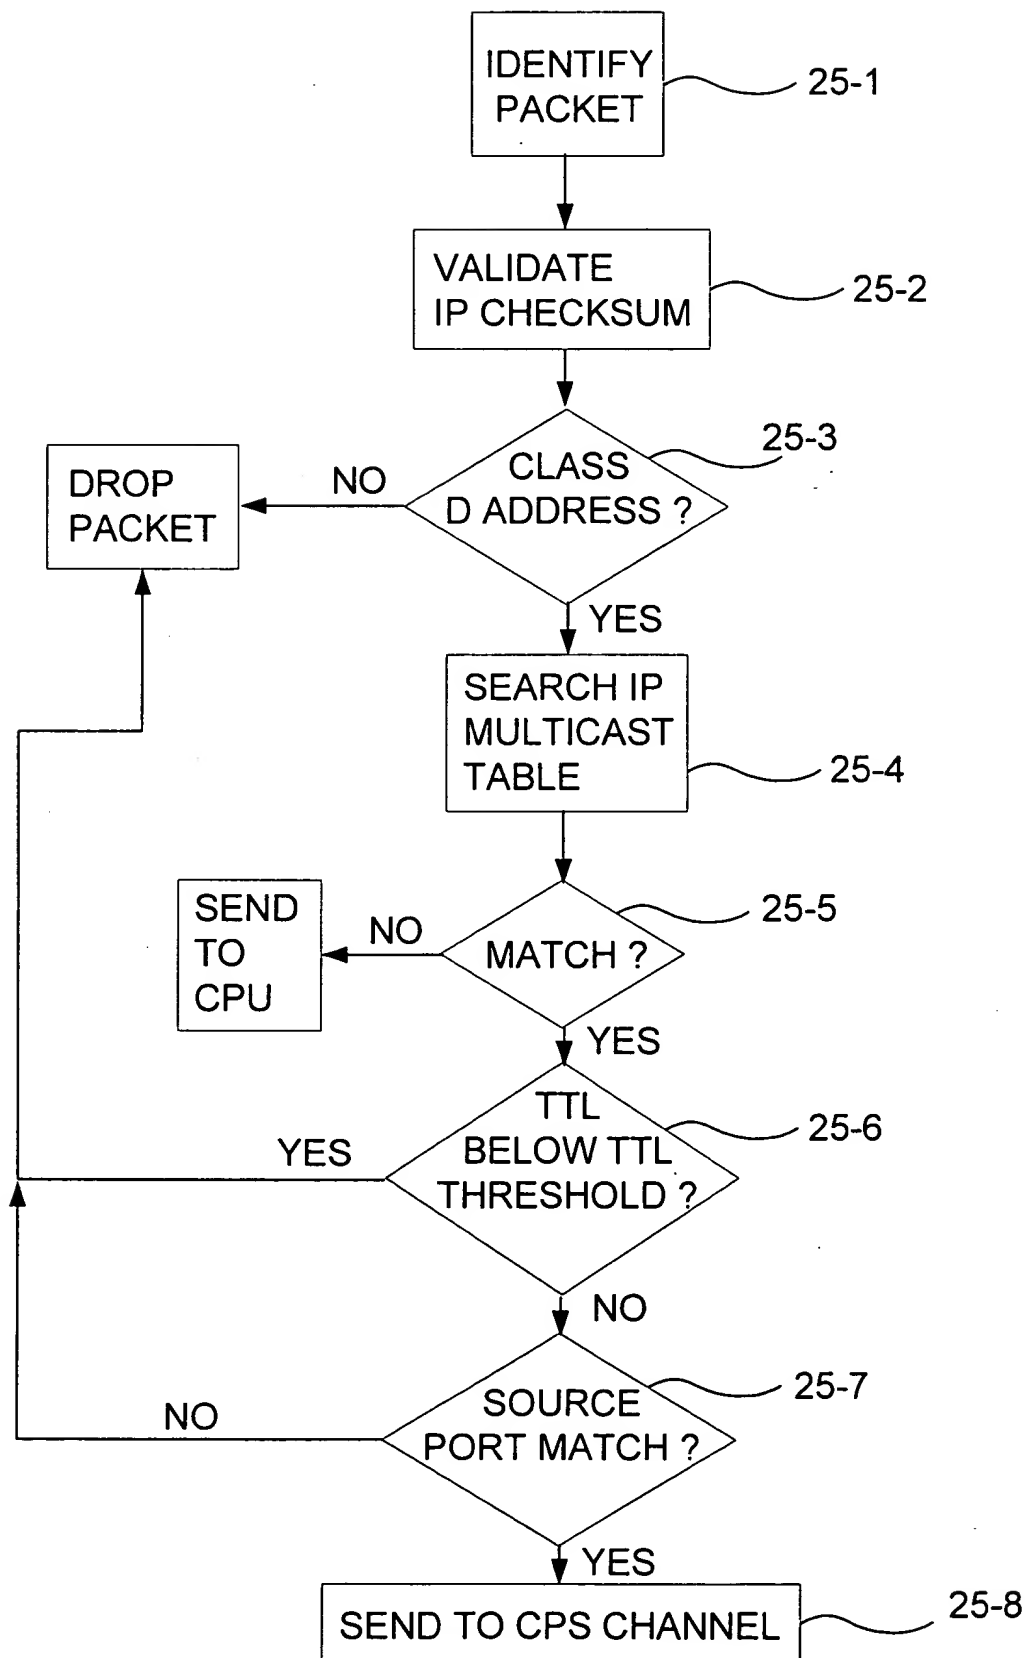 IDENTIFY
PACKET
25-1
VALIDATE
IP CHECKSUM
25-2
CLASS
D ADDRESS ?
25-3
NO
DROP
PACKET
YES
SEARCH IP
MULTICAST
TABLE
25-4
MATCH ?
25-5
NO
SEND
TO
CPU
YES
TTL
BELOW TTL
THRESHOLD ?
25-6
YES
NO
SOURCE
PORT MATCH ?
25-7
NO
YES
SEND TO CPS CHANNEL
25-8